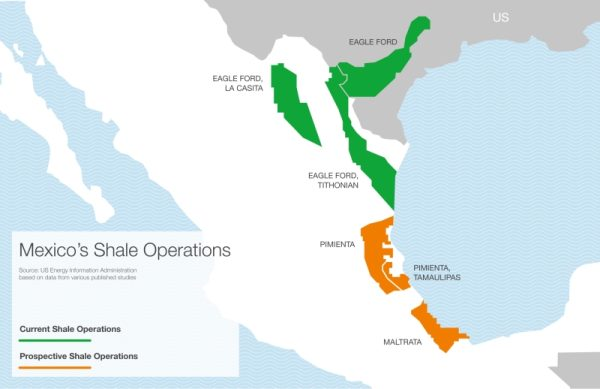 US
EAGLE FORD
EAGLE FORD,
LA CASITA
EAGLE FORD,
TITHONIAN
PIMIENTA
PIMIENTA,
TAMAULIPAS
MALTRATA
Mexico's Shale Operations
Source: US Energy Information Administration
based on data from various published studies
Current Shale Operations
Prospective Shale Operations